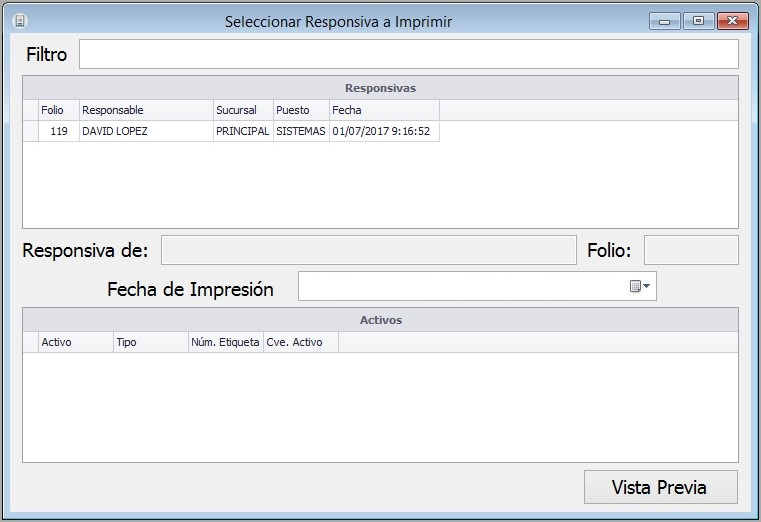 Seleccionar Responsiva a Imprimir
Filtro
Responsivas
Folio Responsable Sucursal Puesto Fecha
119 DAVID LOPEZ PRINCIPAL SISTEMAS 01/07/2017 9:16:52
Responsiva de: Folio:
Fecha de Impresión
Activos
Activo Tipo Núm. Etiqueta Cve. Activo
Vista Previa